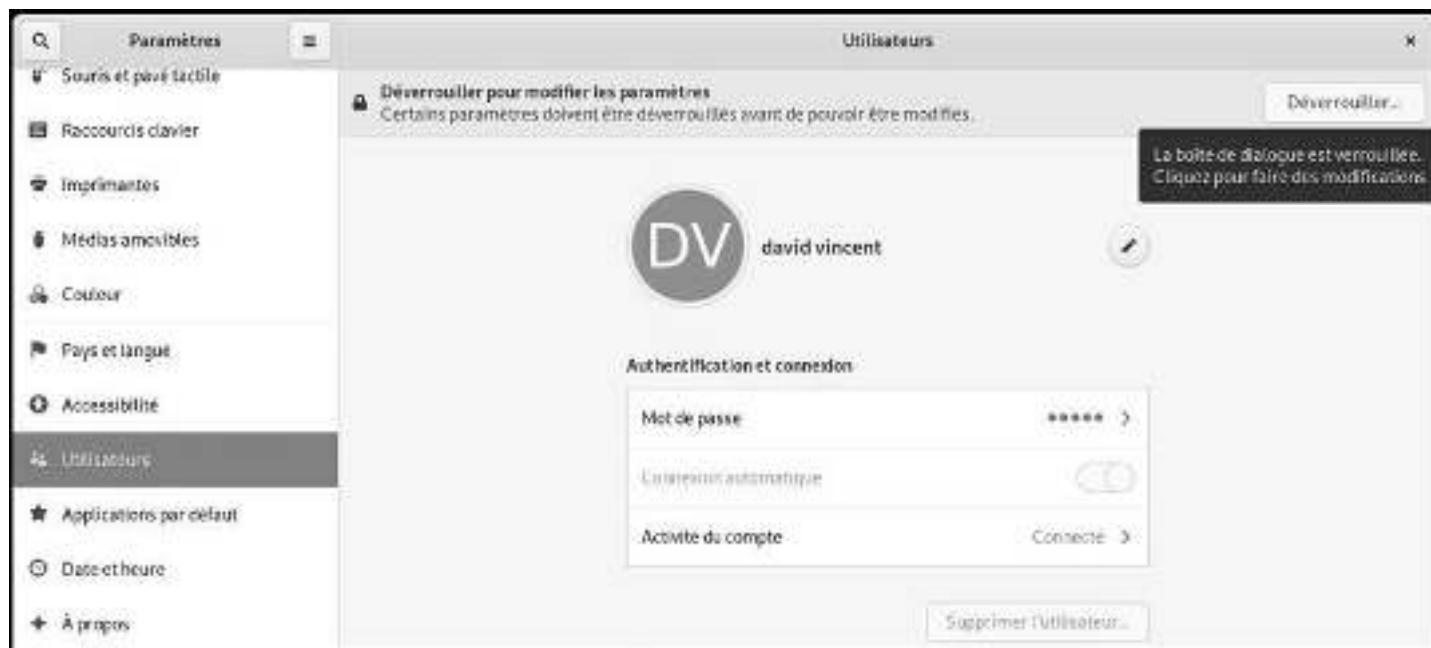 Paramètres
Utilisateurs
Souris et pavé tactile
Raccourcis clavier
Imprimantes
Médias amovibles
Couleur
Pays et langue
Accessibilité
Utilisateurs
Applications par défaut
Date et heure
À propos
Déverrouiller pour modifier les paramètres
Certains paramètres doivent être déverrouillés avant de pouvoir être modifiés.
Déverrouiller…
La boîte de dialogue est verrouillée.
Cliquez pour faire des modifications
DV
david vincent
Authentification et connexion
Mot de passe
Connexion automatique
Activité du compte
Connecté
Supprimer l'utilisateur…